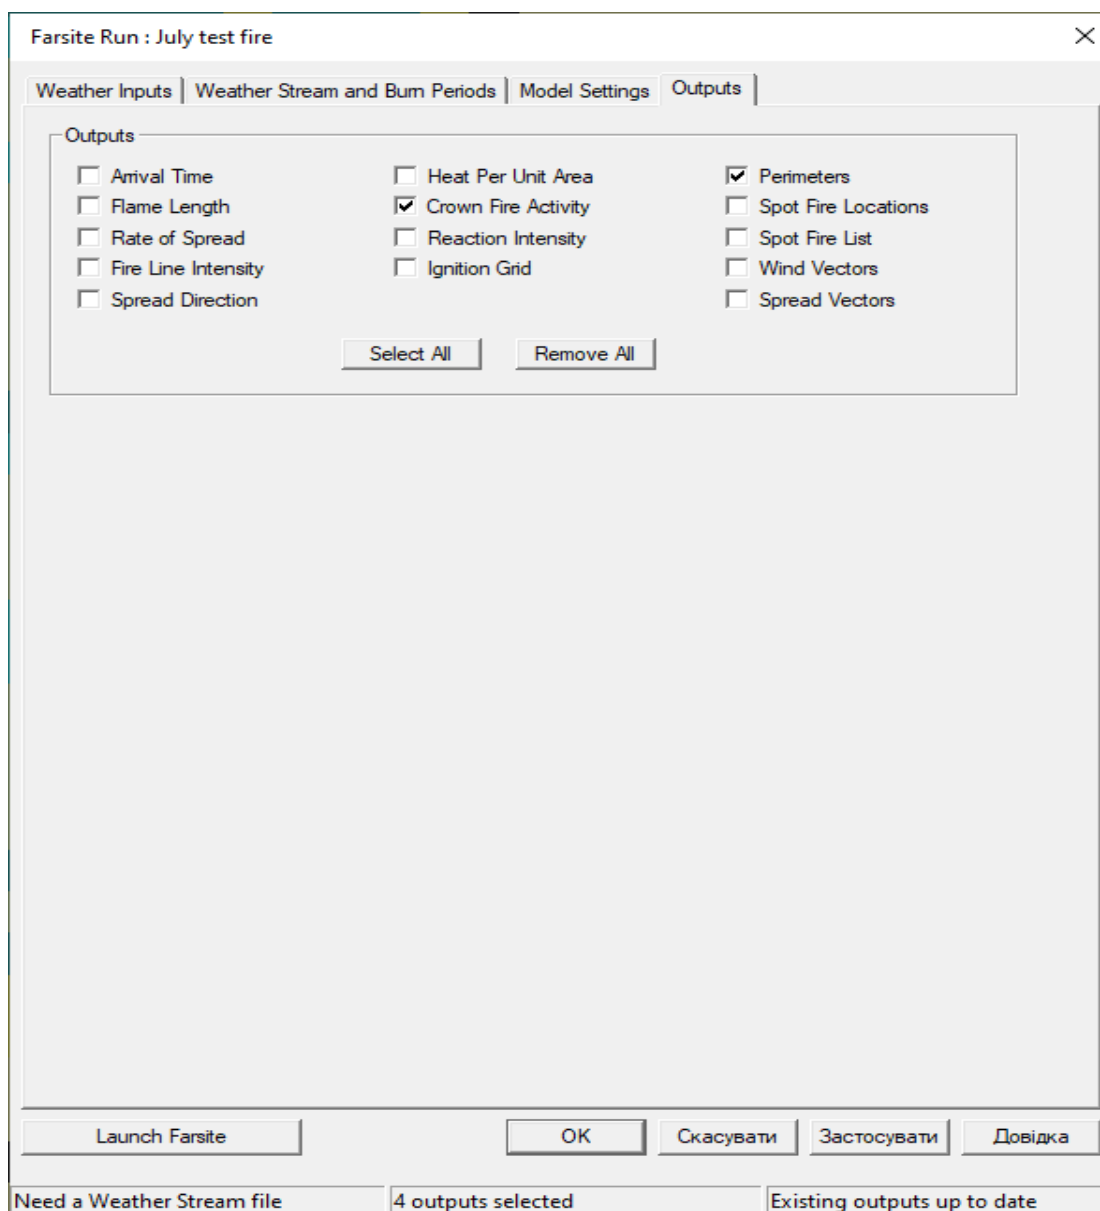 Farsite Run : July test fire
Weather Inputs Weather Stream and Burn Periods Model Settings Outputs
Outputs
Arrival Time Heat Per Unit Area Perimeters
Flame Length Crown Fire Activity Spot Fire Locations
Rate of Spread Reaction Intensity Spot Fire List
Fire Line Intensity Ignition Grid Wind Vectors
Spread Direction Spread Vectors
Select All Remove All
Launch Farsite OK Скасувати Застосувати Довідка
Need a Weather Stream file 4 outputs selected Existing outputs up to date